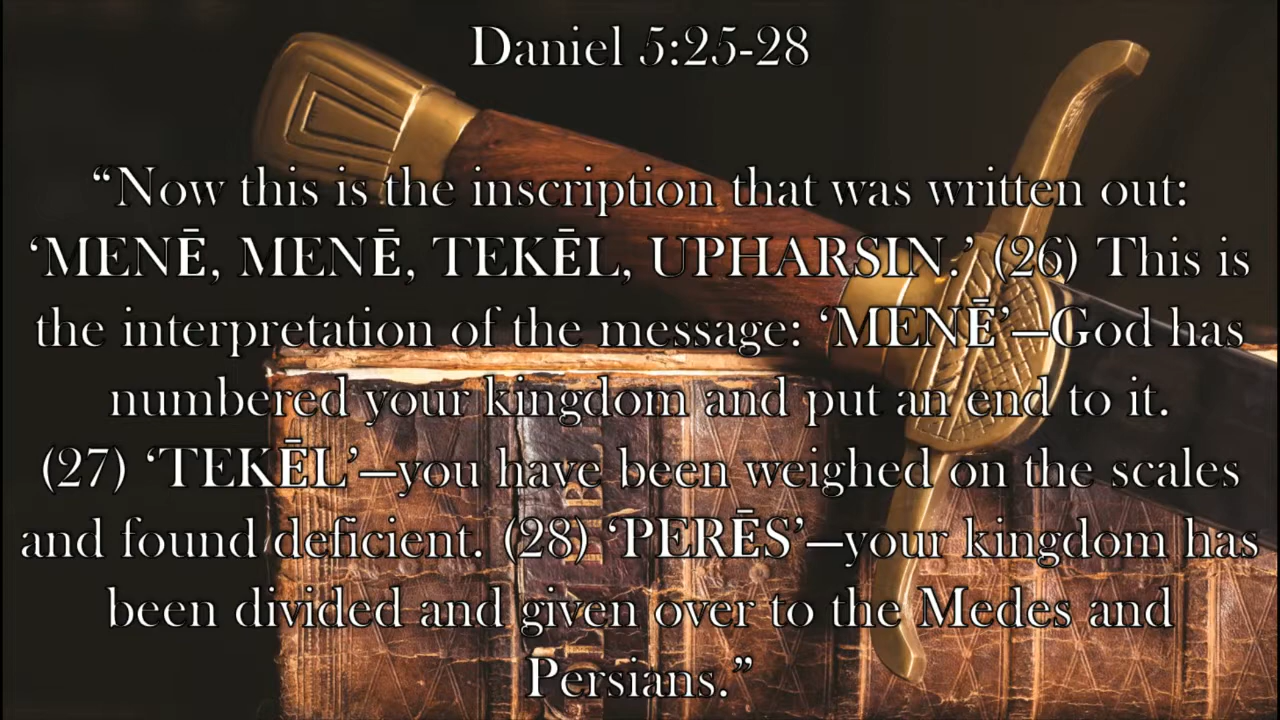 Daniel 5:25-28
“Now this is the inscription that was written out:
‘MENĒ, MENĒ, TEKĒL, UPHARSIN.’ (26) This is
the interpretation of the message: ‘MENĒ’—God has
numbered your kingdom and put an end to it.
(27) ‘TEKĒL’—you have been weighed on the scales
and found deficient. (28) ‘PERĒS’—your kingdom has
been divided and given over to the Medes and
Persians.”